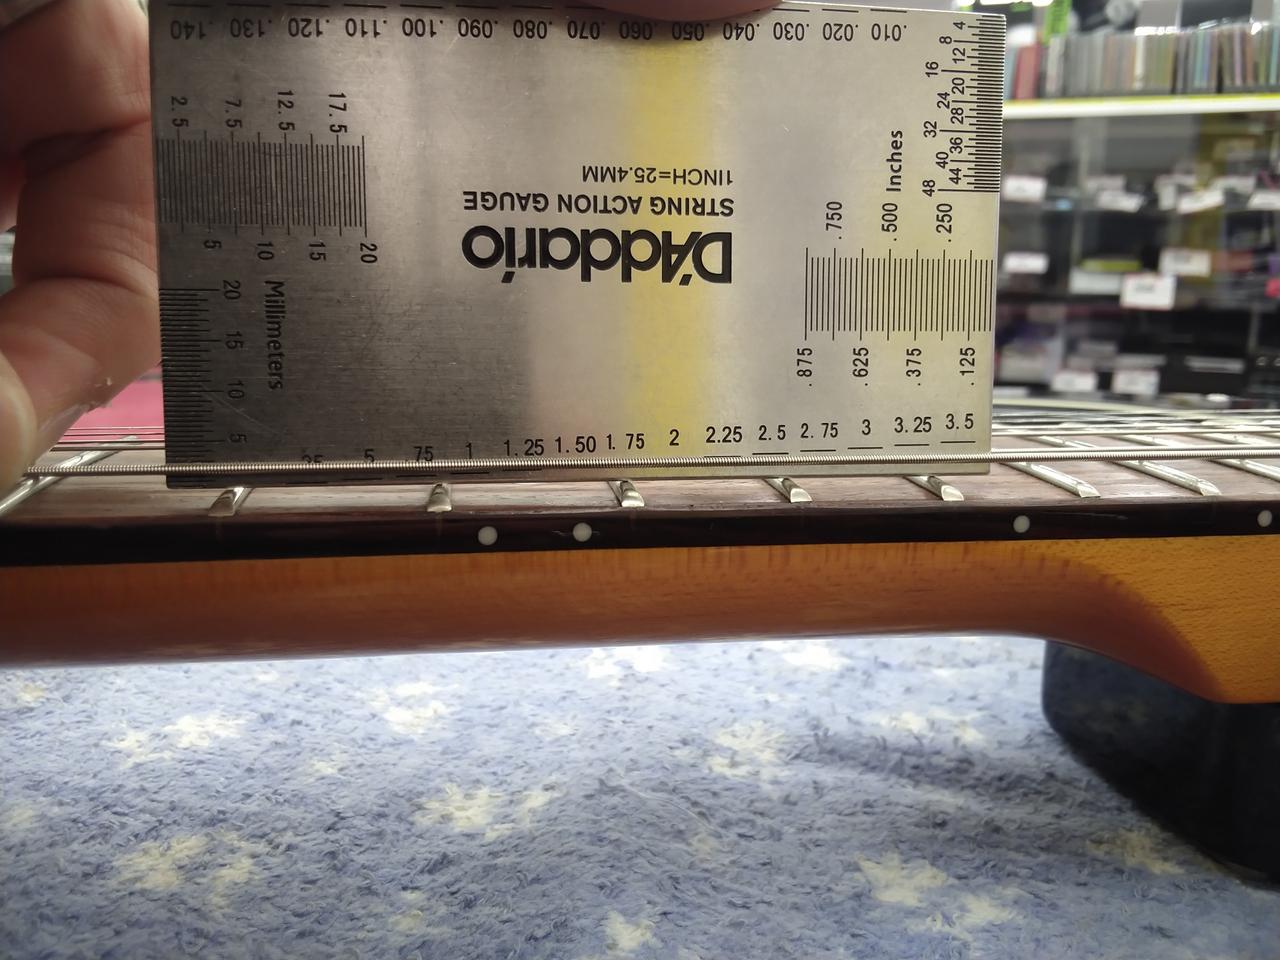 .140 .130 .120 .110 .100 .090 .080 .070 .060 .050 .040 .030 .020 .010
4 8 12 16 20 24 28 32 36 40 44 48
Inches
2.5 7.5 12.5 17.5
5 10 15 20
1INCH=25.4MM
STRING ACTION GAUGE
D'Addario
.750 .500 .250
.875 .625 .375 .125
20 15 10 5
Millimeters
5 75 1 1.25 1.50 1.75 2 2.25 2.5 2.75 3 3.25 3.5